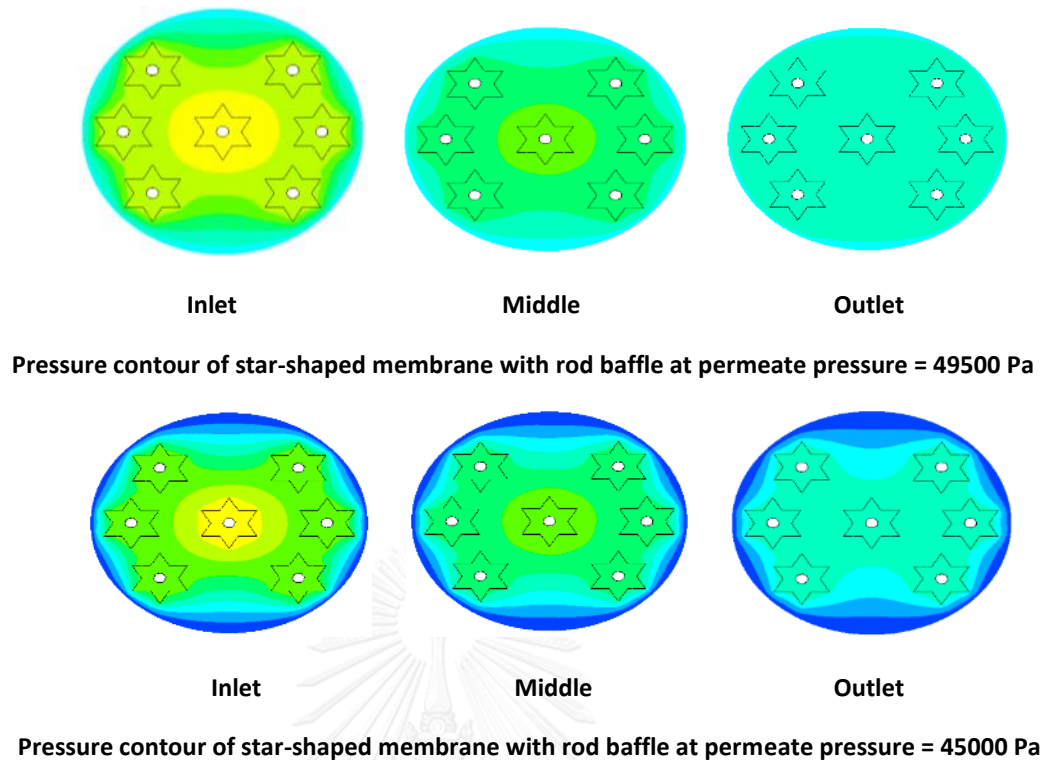 Inlet Middle Outlet
Pressure contour of star-shaped membrane with rod baffle at permeate pressure = 49500 Pa
Inlet Middle Outlet
Pressure contour of star-shaped membrane with rod baffle at permeate pressure = 45000 Pa